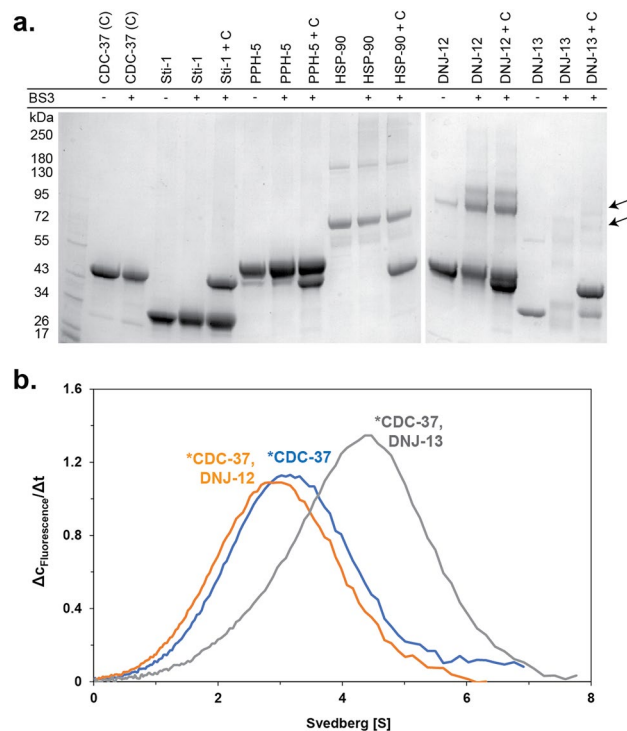 a.
CDC-37 (C)
CDC-37 (C)
Sti-1
Sti-1
Sti-1 + C
PPH-5
PPH-5
PPH-5 + C
HSP-90
HSP-90
HSP-90 + C
DNJ-12
DNJ-12
DNJ-12 + C
DNJ-13
DNJ-13
DNJ-13 + C
BS3 - + - + + - + + - + + - + + - + +
kDa
250
180
130
95
72
55
43
34
26
17
b.
1.6
1.2
0.8
0.4
0
ΔcFluorescence/Δt
*CDC-37,
DNJ-12
*CDC-37
*CDC-37,
DNJ-13
0 2 4 6 8
Svedberg [S]